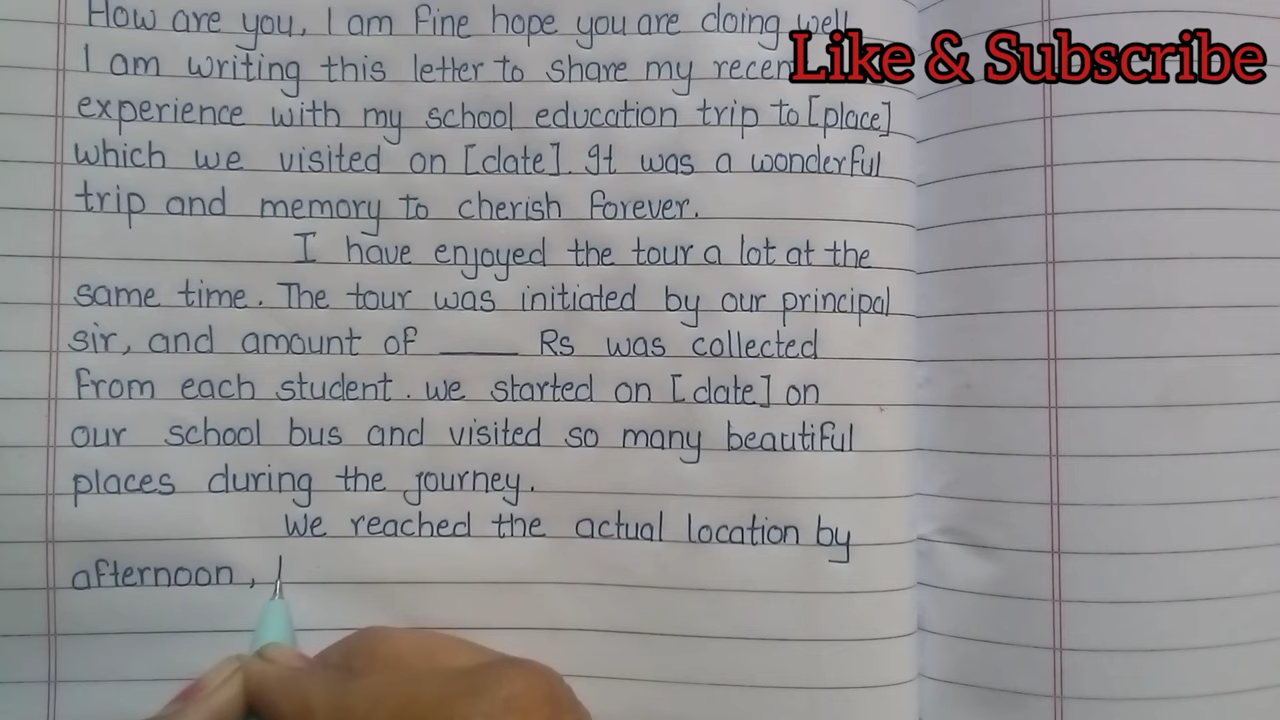 How are you, I am fine hope you are doing well
Like & Subscribe
I am writing this letter to share my recen
experience with my school education trip to [place]
which we visited on [date]. It was a wonderful
trip and memory to cherish forever.
I have enjoyed the tour a lot at the
same time. The tour was initiated by our principal
sir, and amount of ____ Rs was collected
from each student. we started on [date] on
our school bus and visited so many beautiful
places during the journey.
We reached the actual location by
afternoon,